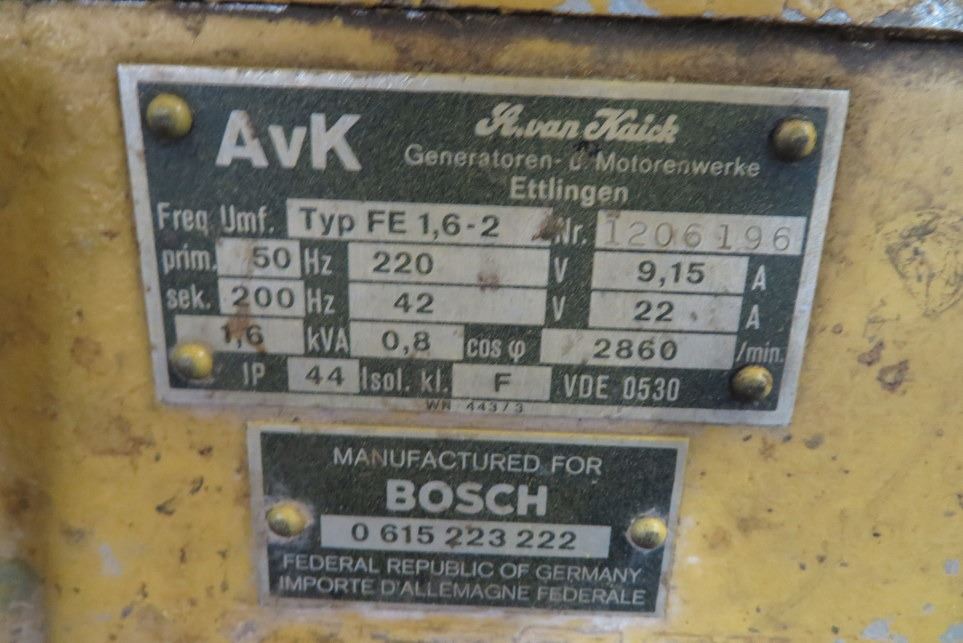 AvK A. van Kaick
Generatoren- u. Motorenwerke
Ettlingen
Freq. Umf. Typ FE 1,6-2 Nr. 1206196
prim. 50 Hz 220 V 9,15 A
sek. 200 Hz 42 V 22 A
1,6 kVA 0,8 cos φ 2860 /min.
IP 44 Isol. kl. F VDE 0530
WN 443/3
MANUFACTURED FOR
BOSCH
0 615 223 222
FEDERAL REPUBLIC OF GERMANY
IMPORTE D'ALLEMAGNE FEDERALE